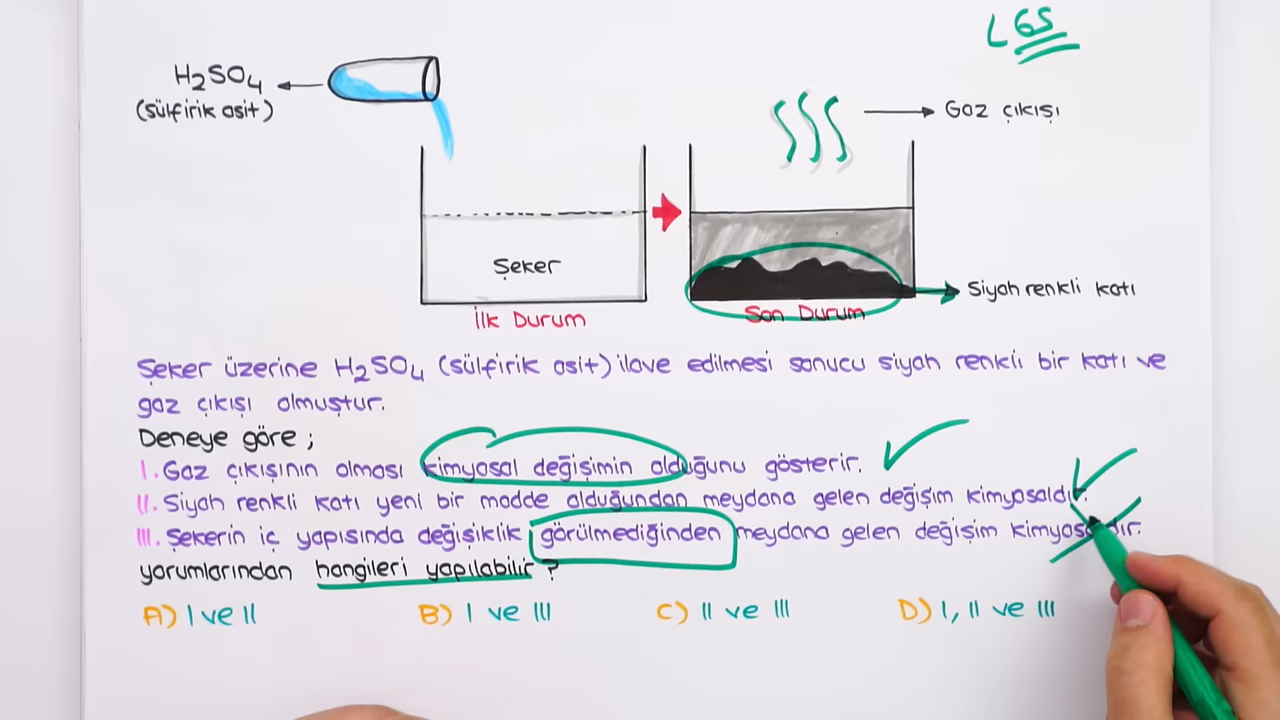 LGS
H₂SO₄
(sülfirik asit)
Gaz çıkışı
Şeker
Siyah renkli katı
İlk Durum
Son Durum
Şeker üzerine H₂SO₄ (sülfirik asit) ilave edilmesi sonucu siyah renkli bir katı ve
gaz çıkışı olmuştur.
Deneye göre ;
I. Gaz çıkışının olması kimyasal değişimin olduğunu gösterir.
II. Siyah renkli katı yeni bir madde olduğundan meydana gelen değişim kimyasaldır.
III. Şekerin iç yapısında değişiklik görülmediğinden meydana gelen değişim kimyasaldır.
yorumlarından hangileri yapılabilir ?
A) I ve II B) I ve III C) II ve III D) I, II ve III